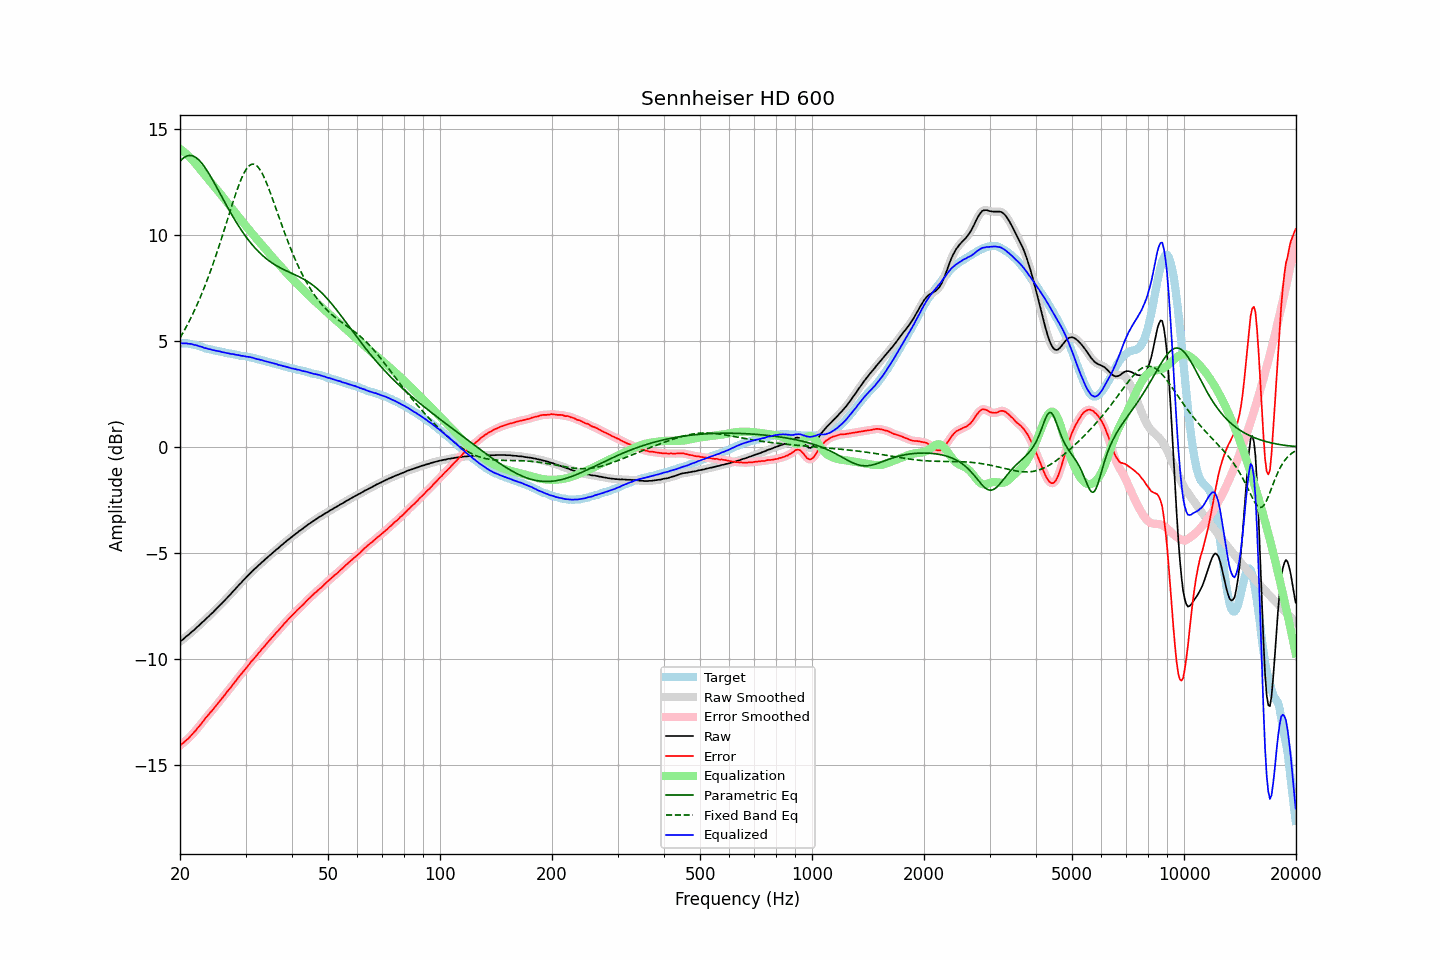 Sennheiser HD 600
Amplitude (dBr)
15
10
5
0
−5
−10
−15
Target
Raw Smoothed
Error Smoothed
Raw
Error
Equalization
Parametric Eq
Fixed Band Eq
Equalized
20 50 100 200 500 1000 2000 5000 10000 20000
Frequency (Hz)